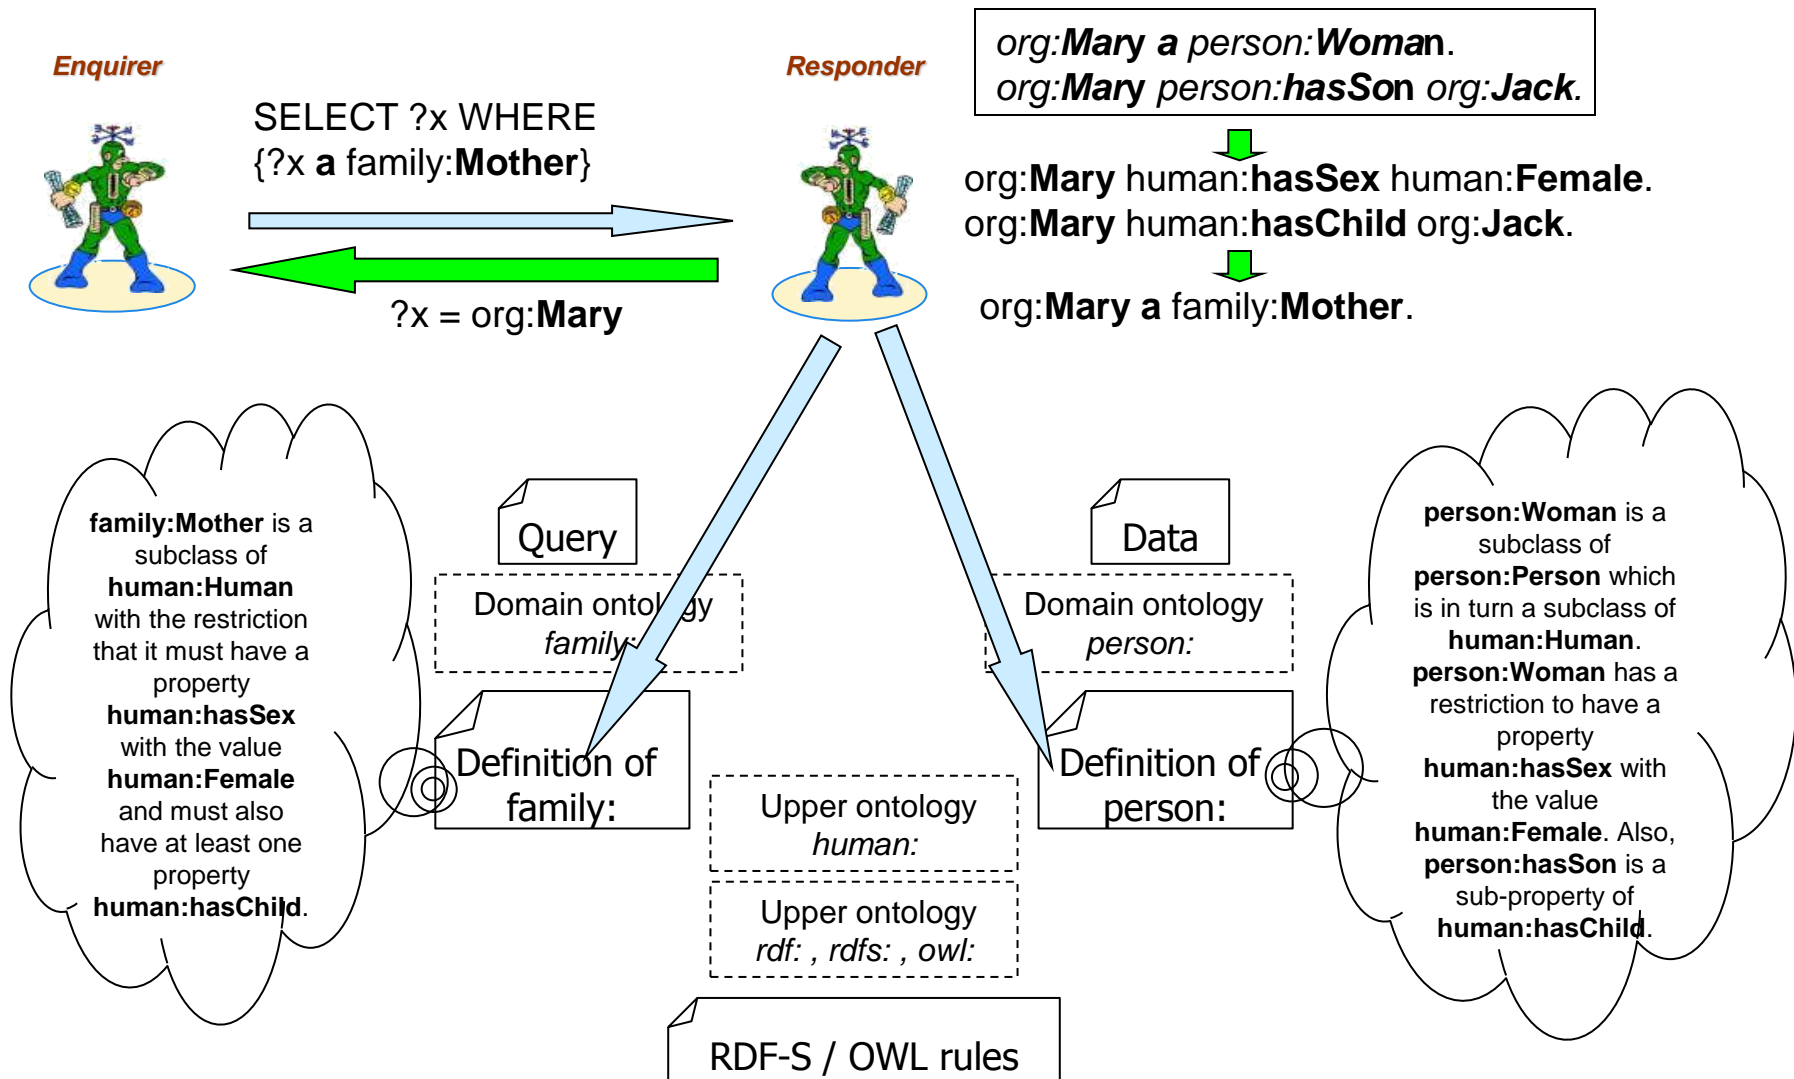 Enquirer
SELECT ?x WHERE
{?x a family:Mother}
?x = org:Mary
Responder
org:Mary a person:Woman.
org:Mary person:hasSon org:Jack.
org:Mary human:hasSex human:Female.
org:Mary human:hasChild org:Jack.
org:Mary a family:Mother.
family:Mother is a
subclass of
human:Human
with the restriction
that it must have a
property
human:hasSex
with the value
human:Female
and must also
have at least one
property
human:hasChild.
Query
Domain ontology
family:
Definition of
family:
Data
Domain ontology
person:
Definition of
person:
Upper ontology
human:
Upper ontology
rdf: , rdfs: , owl:
RDF-S / OWL rules
person:Woman is a
subclass of
person:Person which
is in turn a subclass of
human:Human.
person:Woman has a
restriction to have a
property
human:hasSex with
the value
human:Female. Also,
person:hasSon is a
sub-property of
human:hasChild.